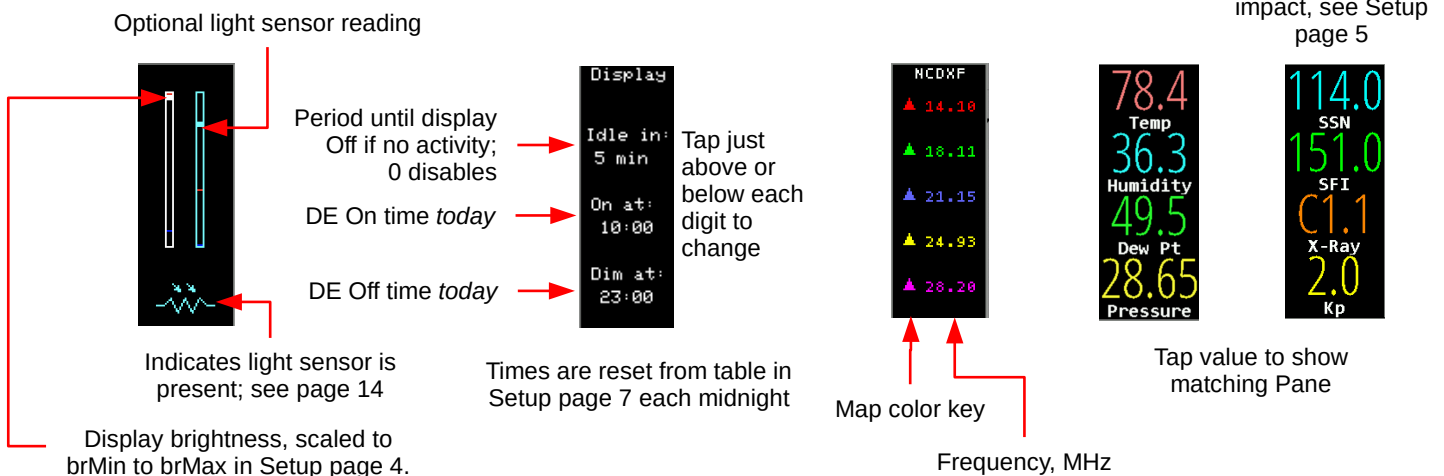 impact, see Setup
page 5
Optional light sensor reading
Period until display
Off if no activity;
0 disables
DE On time today
DE Off time today
Display
Idle in:
5 min
On at:
10:00
Dim at:
23:00
Tap just
above or
below each
digit to
change
NCDXF
14.10
18.11
21.15
24.93
28.20
78.4
Temp
36.3
Humidity
49.5
Dew Pt
28.65
Pressure
114.0
SSN
151.0
SFI
C1.1
X-Ray
2.0
Kp
Indicates light sensor is
present; see page 14
Times are reset from table in
Setup page 7 each midnight
Map color key
Tap value to show
matching Pane
Display brightness, scaled to
brMin to brMax in Setup page 4.
Frequency, MHz